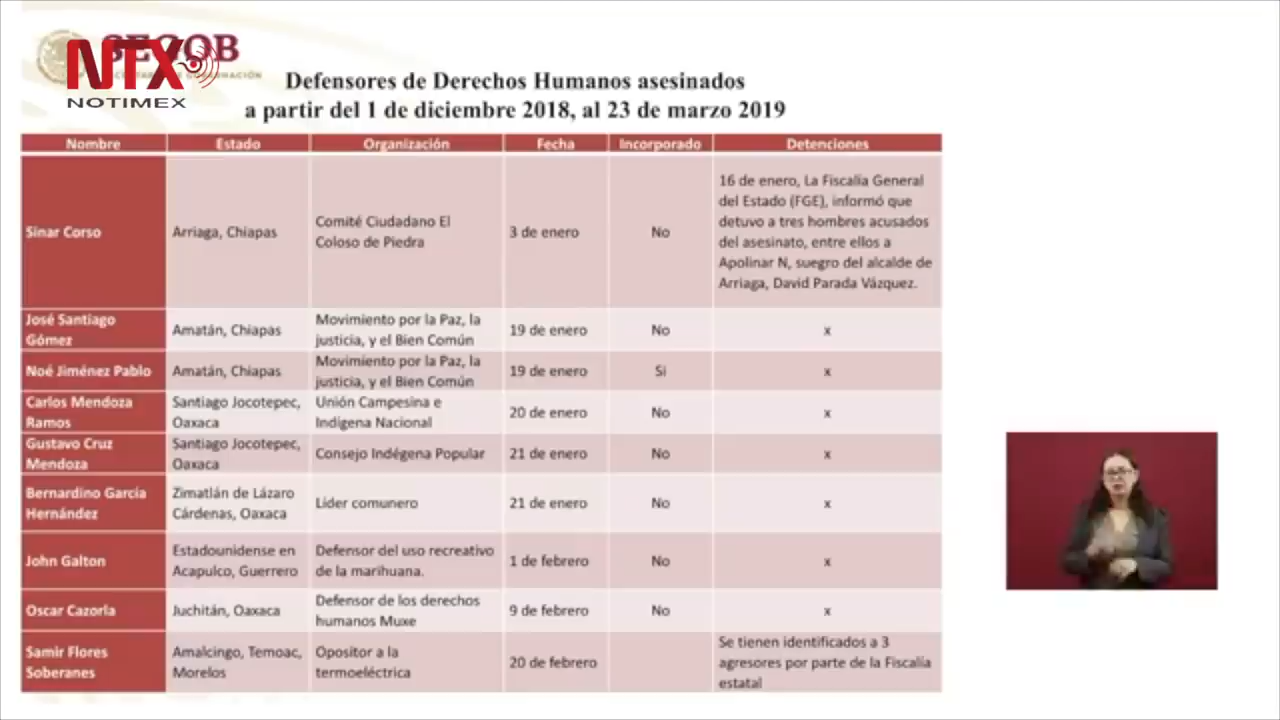 SEGOB
NTX
NOTIMEX
Defensores de Derechos Humanos asesinados
a partir del 1 de diciembre 2018, al 23 de marzo 2019
Nombre Estado Organización Fecha Incorporado Detenciones
Sinar Corso Arriaga, Chiapas Comité Ciudadano El 3 de enero No 16 de enero, La Fiscalía General
Coloso de Piedra del Estado (FGE), informó que
detuvo a tres hombres acusados
del asesinato, entre ellos a
Apolinar N, suegro del alcalde de
Arriaga, David Parada Vázquez.
José Santiago Amatán, Chiapas Movimiento por la Paz, la 19 de enero No x
Gómez justicia, y el Bien Común
Noé Jiménez Pablo Amatán, Chiapas Movimiento por la Paz, la 19 de enero Si x
justicia, y el Bien Común
Carlos Mendoza Santiago Jocotepec, Unión Campesina e 20 de enero No x
Ramos Oaxaca Indígena Nacional
Gustavo Cruz Santiago Jocotepec, Consejo Indégena Popular 21 de enero No x
Mendoza Oaxaca
Bernardino García Zimatlán de Lázaro Líder comunero 21 de enero No x
Hernández Cárdenas, Oaxaca
John Galton Estadounidense en Defensor del uso recreativo 1 de febrero No x
Acapulco, Guerrero de la marihuana.
Oscar Cazorla Juchitán, Oaxaca Defensor de los derechos 9 de febrero No x
humanos Muxe
Samir Flores Amalcingo, Temoac, Opositor a la 20 de febrero Se tienen identificados a 3
Soberanes Morelos termoeléctrica agresores por parte de la Fiscalía
estatal